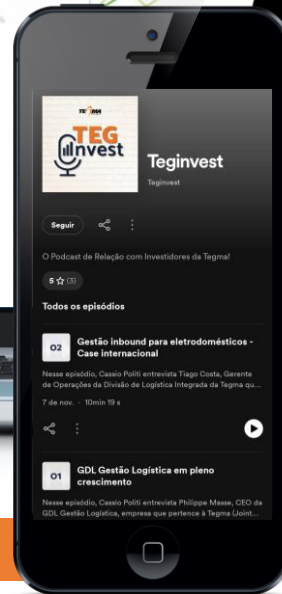 TEGMA
TEG
invest
Teginvest
Teginvest
Seguir
O Podcast de Relação com Investidores da Tegma!
5 ☆ (3)
Todos os episódios
02
Gestão inbound para eletrodomésticos -
Case internacional
Nesse episódio, Cassio Politi entrevista Tiago Costa, Gerente
de Operações da Divisão de Logística Integrada da Tegma qu...
7 de nov. · 10min 19 s
01
GDL Gestão Logística em pleno
crescimento
Nesse episódio, Cassio Politi entrevista Philippe Masse, CEO da
GDL Gestão Logística, empresa que pertence à Tegma (Joint...